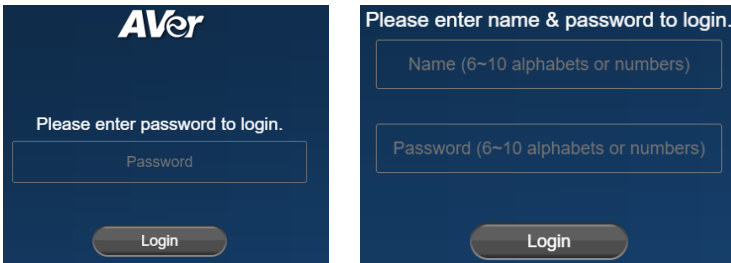 AVer
Please enter password to login.
Password
Login
Please enter name & password to login.
Name (6~10 alphabets or numbers)
Password (6~10 alphabets or numbers)
Login